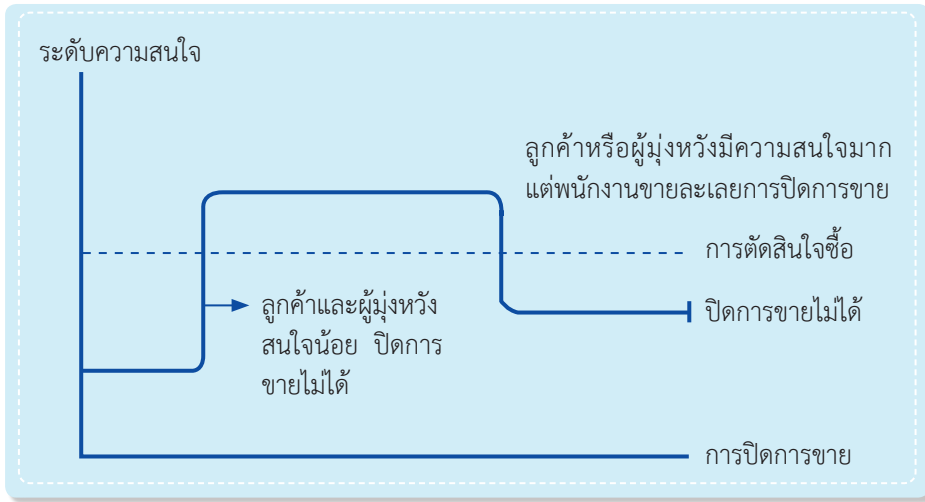 ระดับความสนใจ
ลูกค้าหรือผู้มุ่งหวังมีความสนใจมาก
แต่พนักงานขายละเลยการปิดการขาย
การตัดสินใจซื้อ
ลูกค้าและผู้มุ่งหวัง
สนใจน้อย ปิดการ
ขายไม่ได้
ปิดการขายไม่ได้
การปิดการขาย